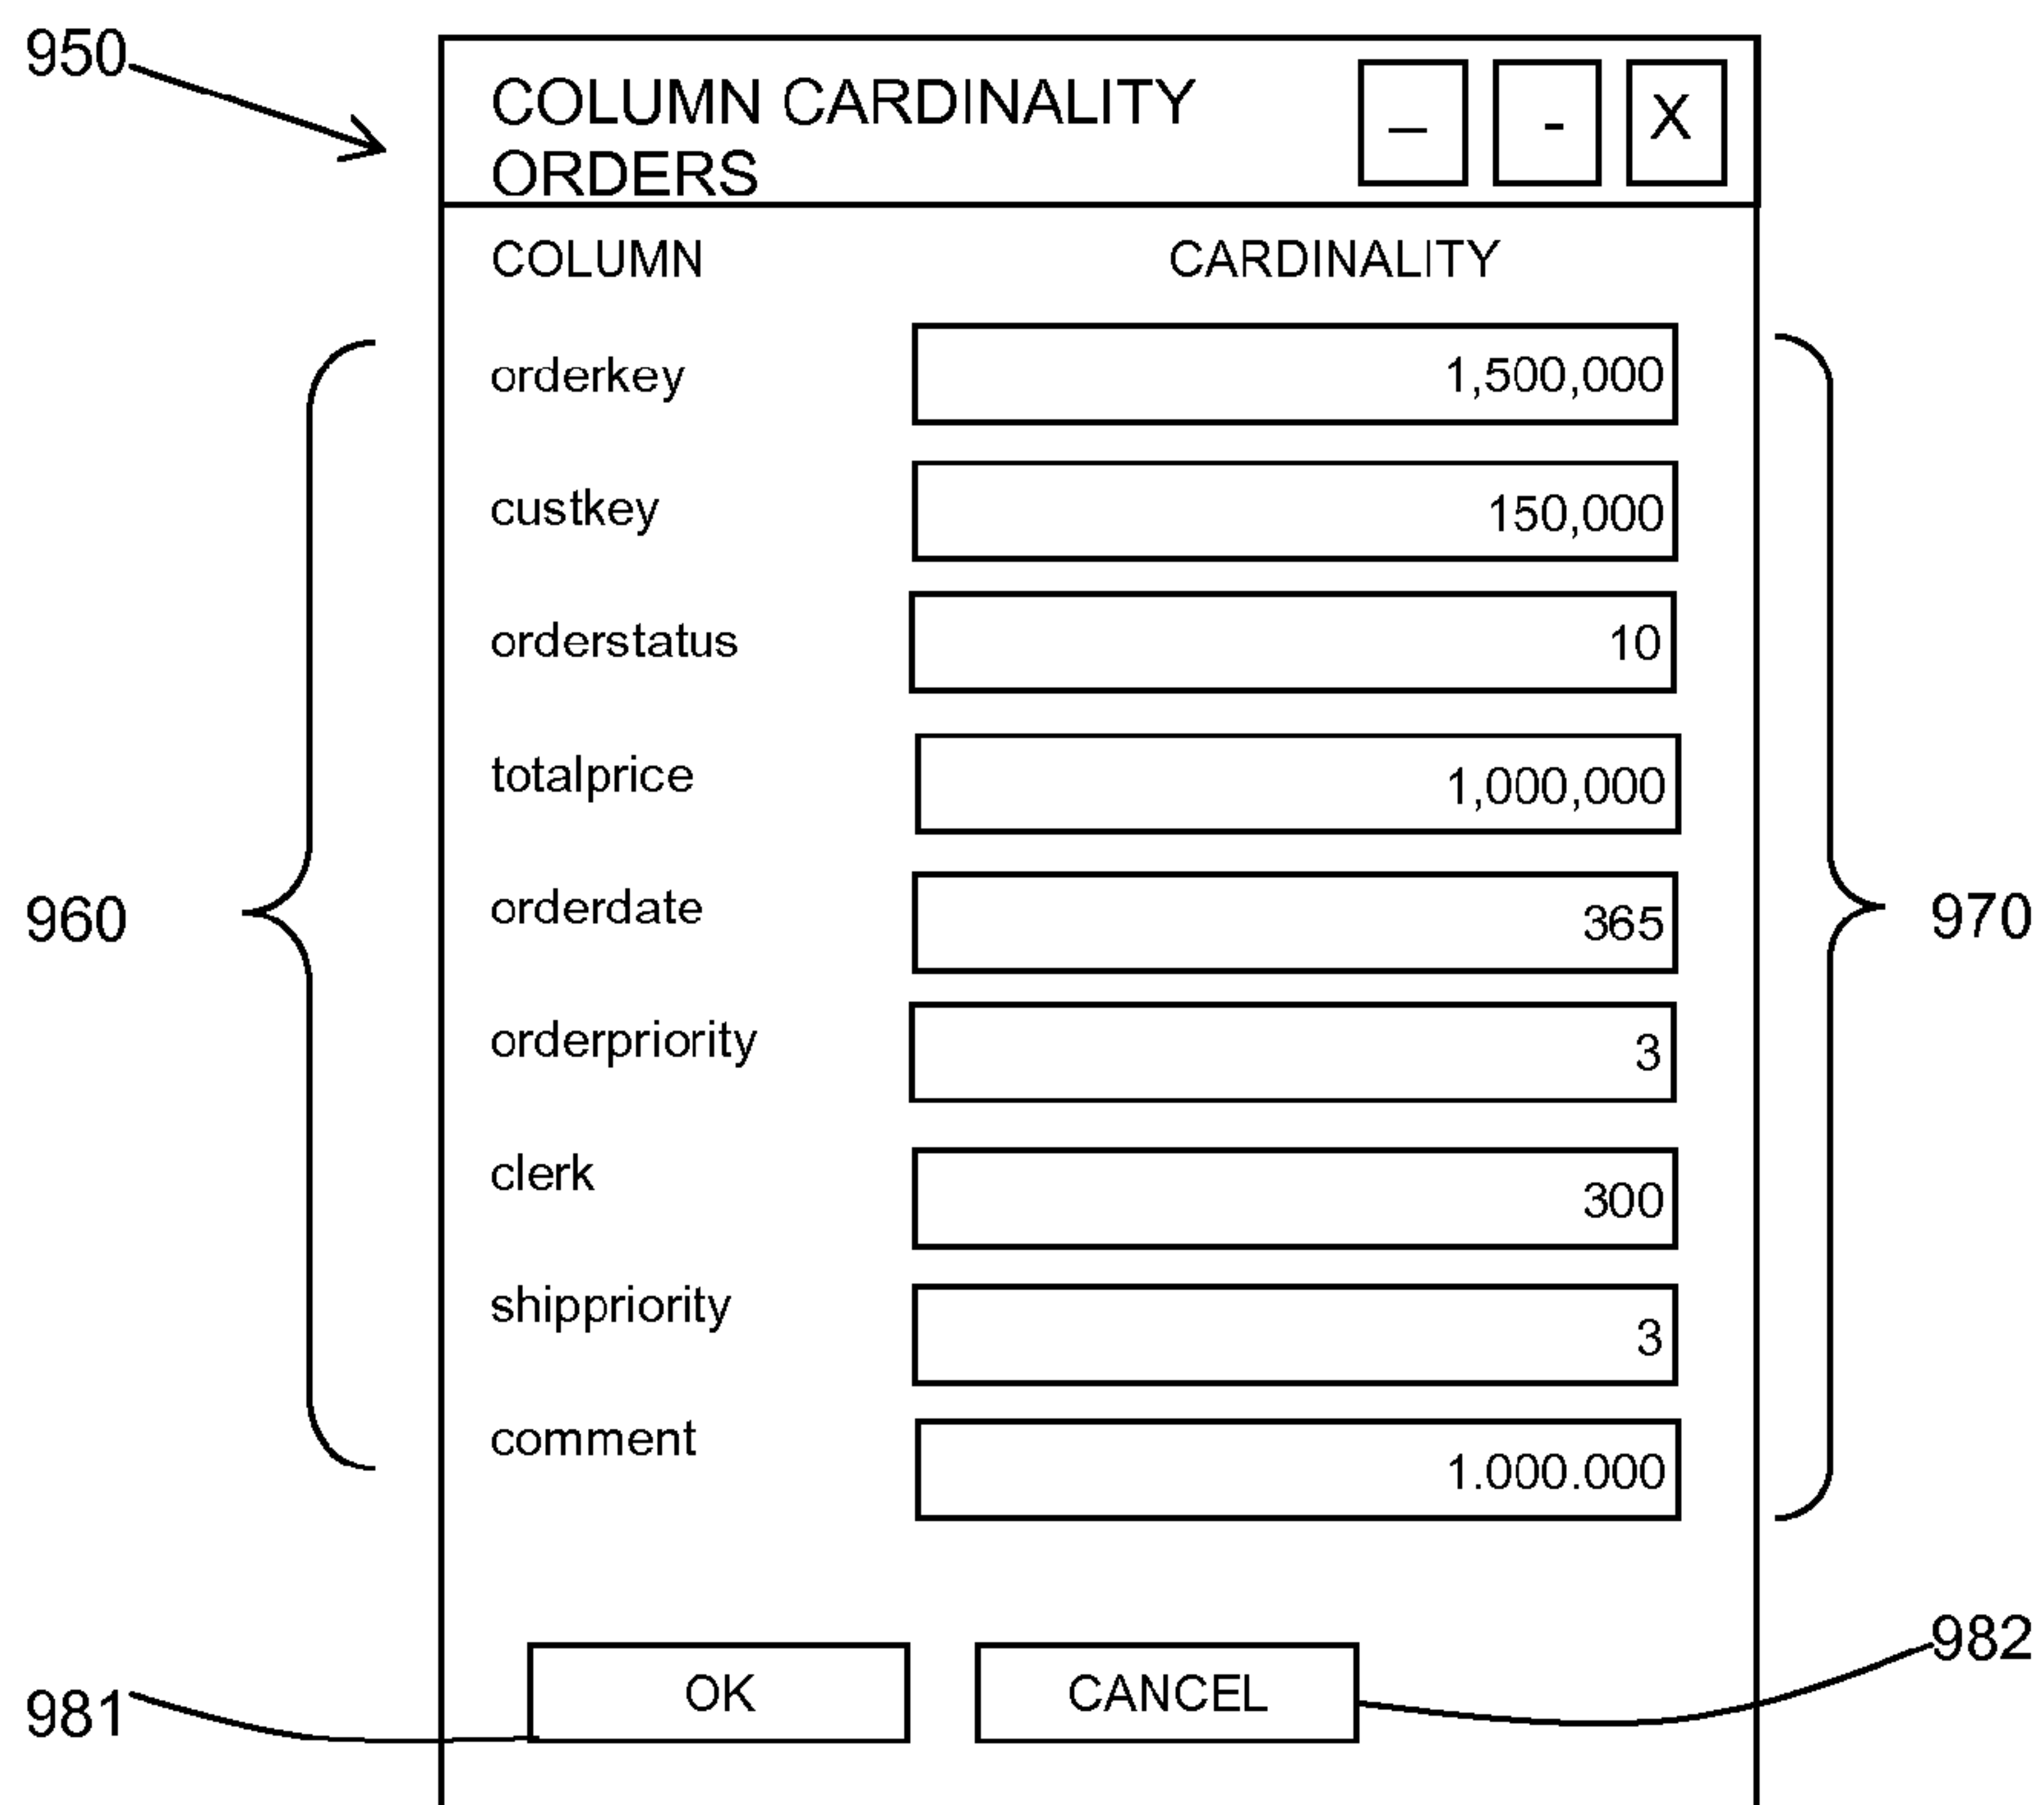 950
COLUMN CARDINALITY
ORDERS
_ - X
COLUMN CARDINALITY
orderkey 1,500,000
custkey 150,000
orderstatus 10
totalprice 1,000,000
960 orderdate 365 970
orderpriority 3
clerk 300
shippriority 3
comment 1.000.000
982
981 OK CANCEL